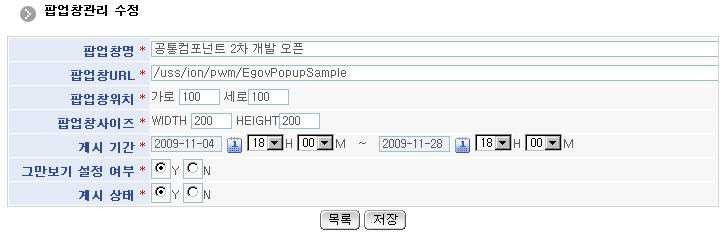 팝업창관리 수정
팝업창명 * 공통컴포넌트 2차 개발 오픈
팝업창URL * /uss/ion/pwm/EgovPopupSample
팝업창위치 * 가로 100 세로 100
팝업창사이즈 * WIDTH 200 HEIGHT 200
게시 기간 * 2009-11-04 18 H 00 M ~ 2009-11-28 18 H 00 M
그만보기 설정 여부 * Y N
게시 상태 * Y N
목록 저장